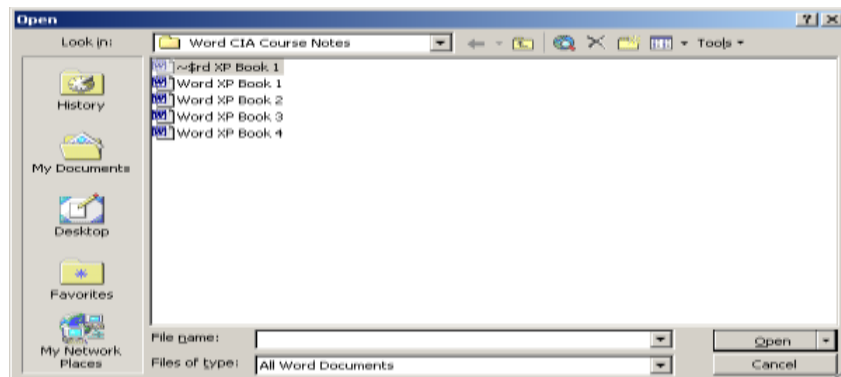 Open
Look in:
Word CIA Course Notes
Tools
~$rd XP Book 1
Word XP Book 1
Word XP Book 2
Word XP Book 3
Word XP Book 4
History
My Documents
Desktop
Favorites
My Network
Places
File name:
Open
Files of type:
All Word Documents
Cancel